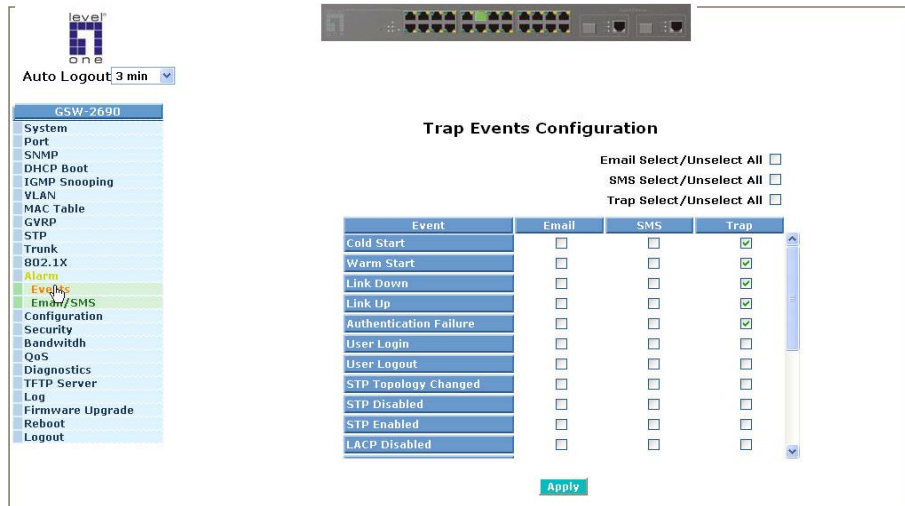 level
one
Auto Logout 3 min
GSW-2690
System
Port
SNMP
DHCP Boot
IGMP Snooping
VLAN
MAC Table
GVRP
STP
Trunk
802.1X
Alarm
Events
Email/SMS
Configuration
Security
Bandwitdh
QoS
Diagnostics
TFTP Server
Log
Firmware Upgrade
Reboot
Logout
Trap Events Configuration
Email Select/Unselect All
SMS Select/Unselect All
Trap Select/Unselect All
Event Email SMS Trap
Cold Start
Warm Start
Link Down
Link Up
Authentication Failure
User Login
User Logout
STP Topology Changed
STP Disabled
STP Enabled
LACP Disabled
Apply